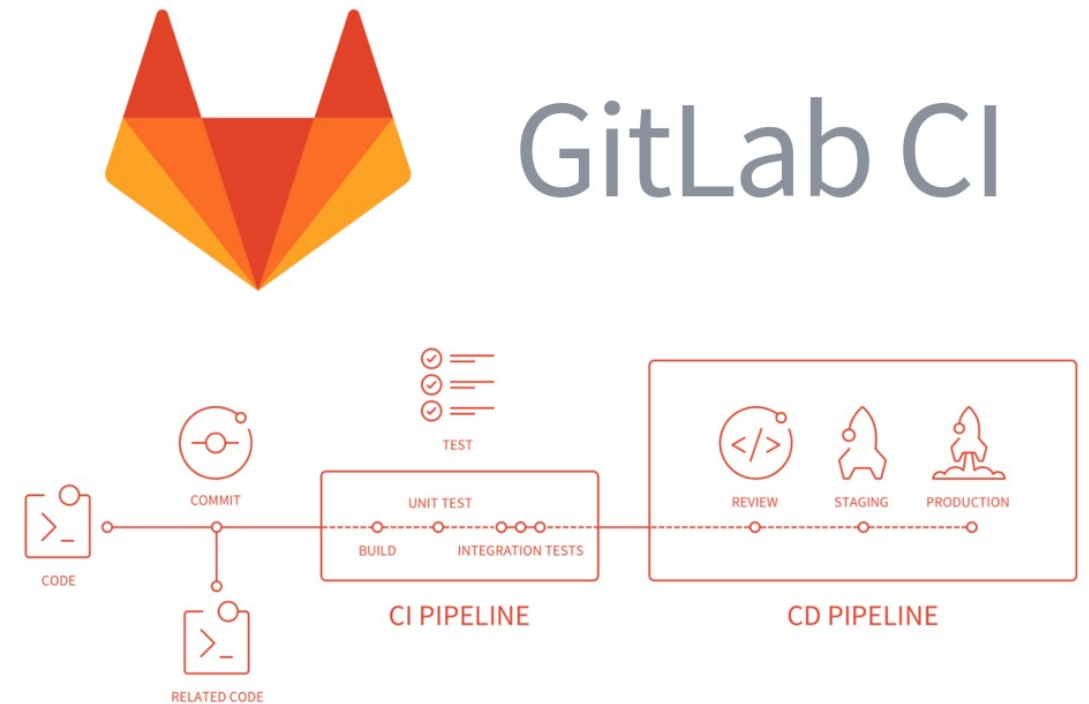 GitLab CI
TEST
COMMIT
UNIT TEST
REVIEW
STAGING
PRODUCTION
BUILD
INTEGRATION TESTS
CODE
CI PIPELINE
CD PIPELINE
RELATED CODE